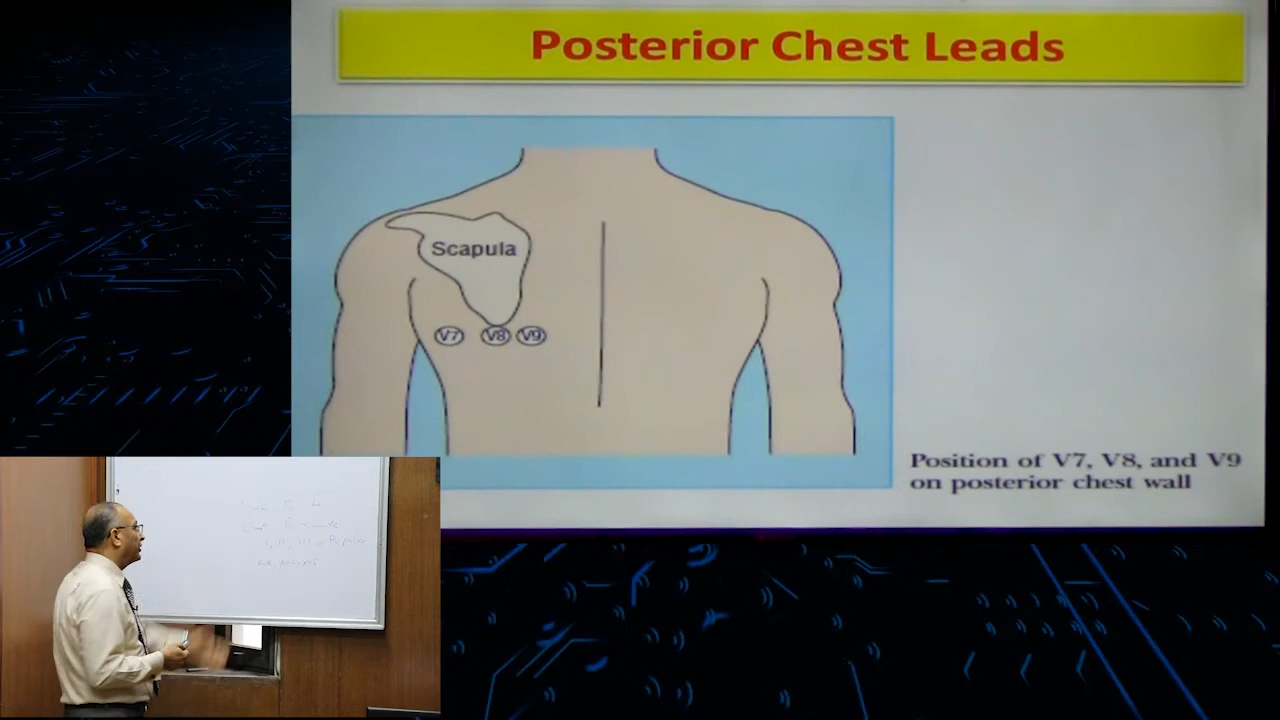 Posterior Chest Leads
Scapula
V7 V8 V9
Position of V7, V8, and V9
on posterior chest wall